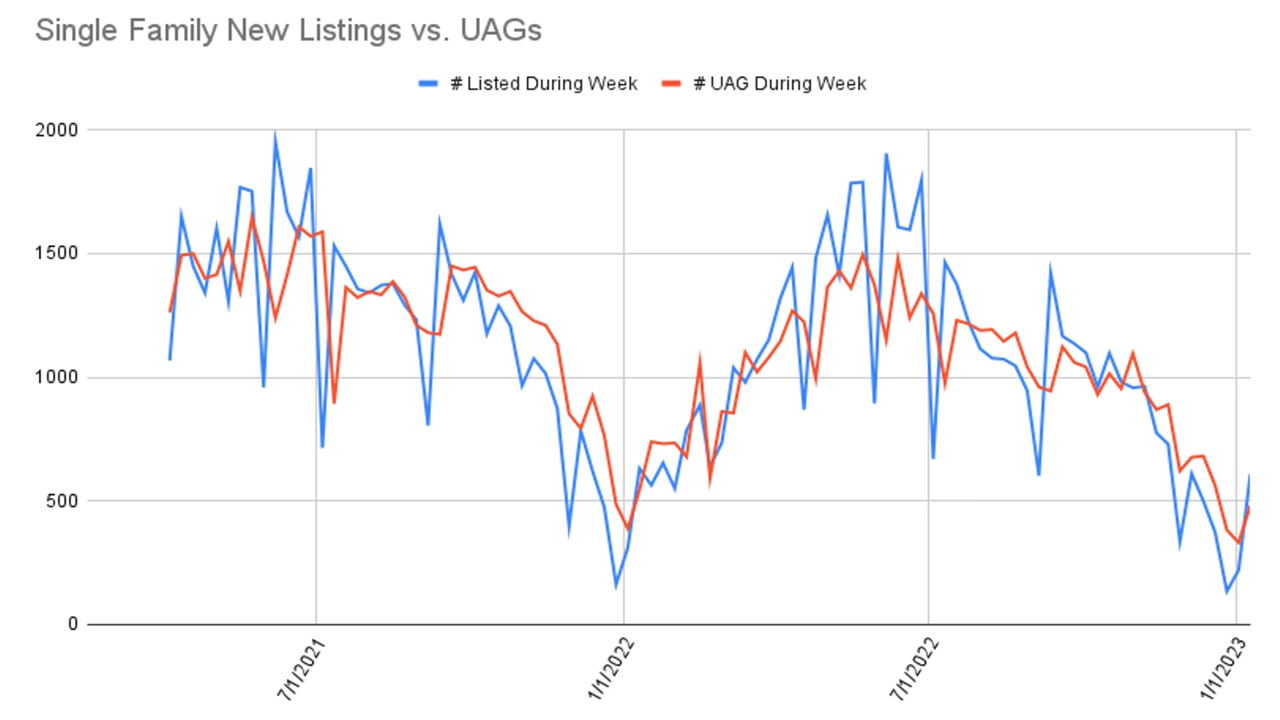 Single Family New Listings vs. UAGs
# Listed During Week # UAG During Week
2000
1500
1000
500
0
7/1/2021 1/1/2022 7/1/2022 1/1/2023